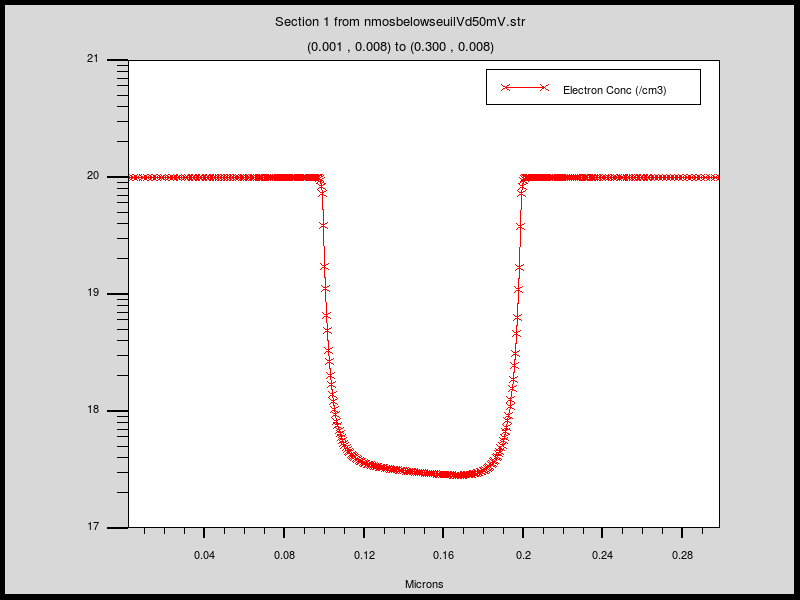 Section 1 from nmosbelowseuilVd50mV.str
(0.001 , 0.008) to (0.300 , 0.008)
Electron Conc (/cm3)
21
20
19
18
17
0.04 0.08 0.12 0.16 0.2 0.24 0.28
Microns